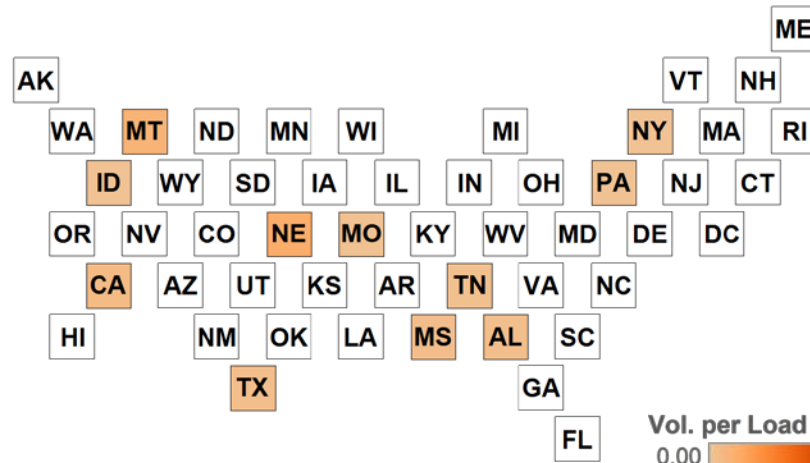 ME
AK VT NH
WA MT ND MN WI MI NY MA RI
ID WY SD IA IL IN OH PA NJ CT
OR NV CO NE MO KY WV MD DE DC
CA AZ UT KS AR TN VA NC
HI NM OK LA MS AL SC
TX GA
Vol. per Load
FL
0.00